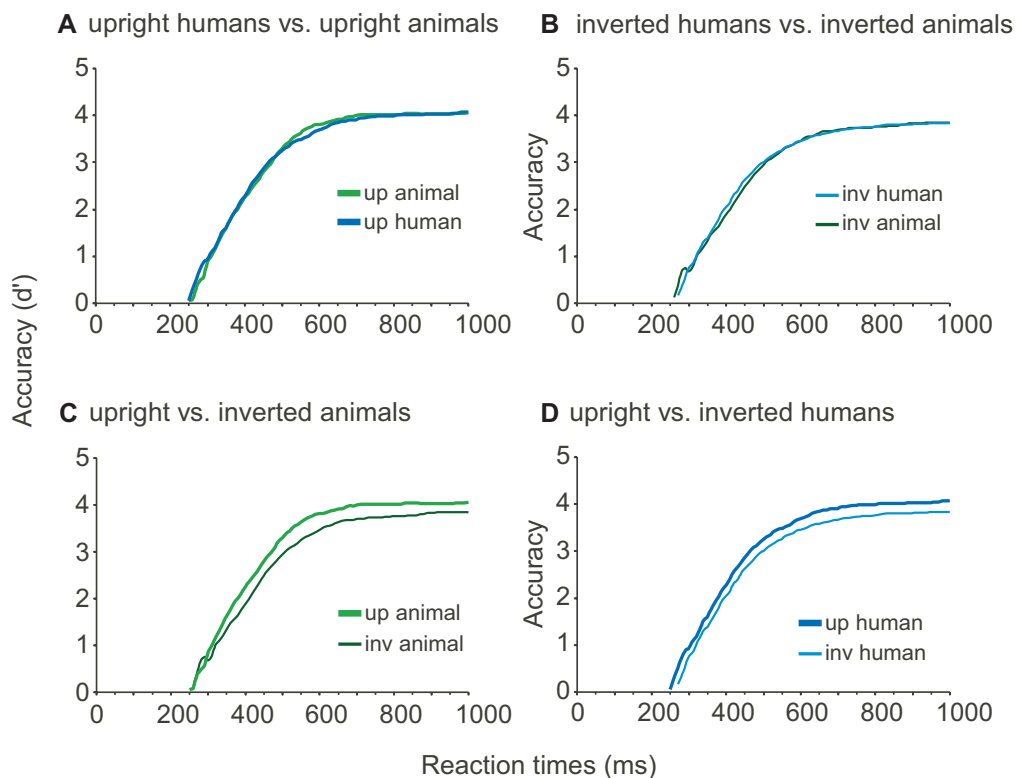 A upright humans vs. upright animals
5
4
3
2
1
0
up animal
up human
0 200 400 600 800 1000
B inverted humans vs. inverted animals
Accuracy
5
4
3
2
1
0
inv human
inv animal
0 200 400 600 800 1000
Accuracy (d')
C upright vs. inverted animals
5
4
3
2
1
0
up animal
inv animal
0 200 400 600 800 1000
D upright vs. inverted humans
Accuracy
5
4
3
2
1
0
up human
inv human
0 200 400 600 800 1000
Reaction times (ms)